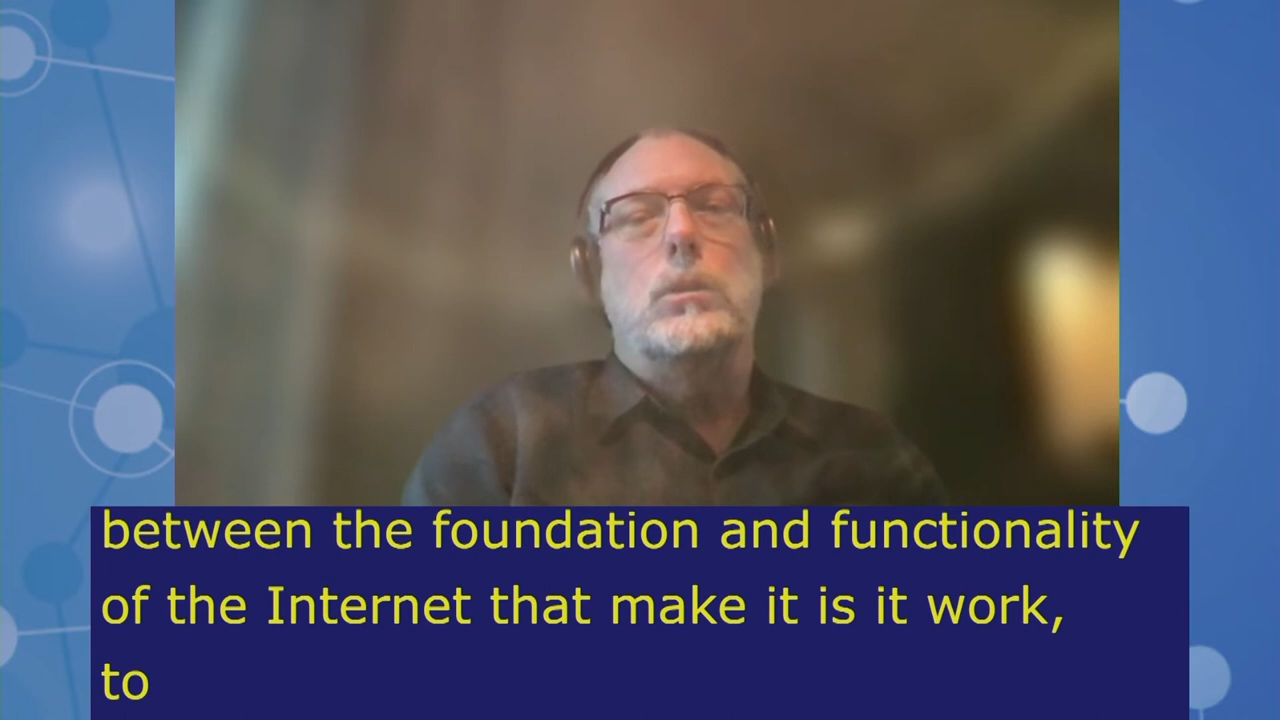 between the foundation and functionality
of the Internet that make it is it work,
to